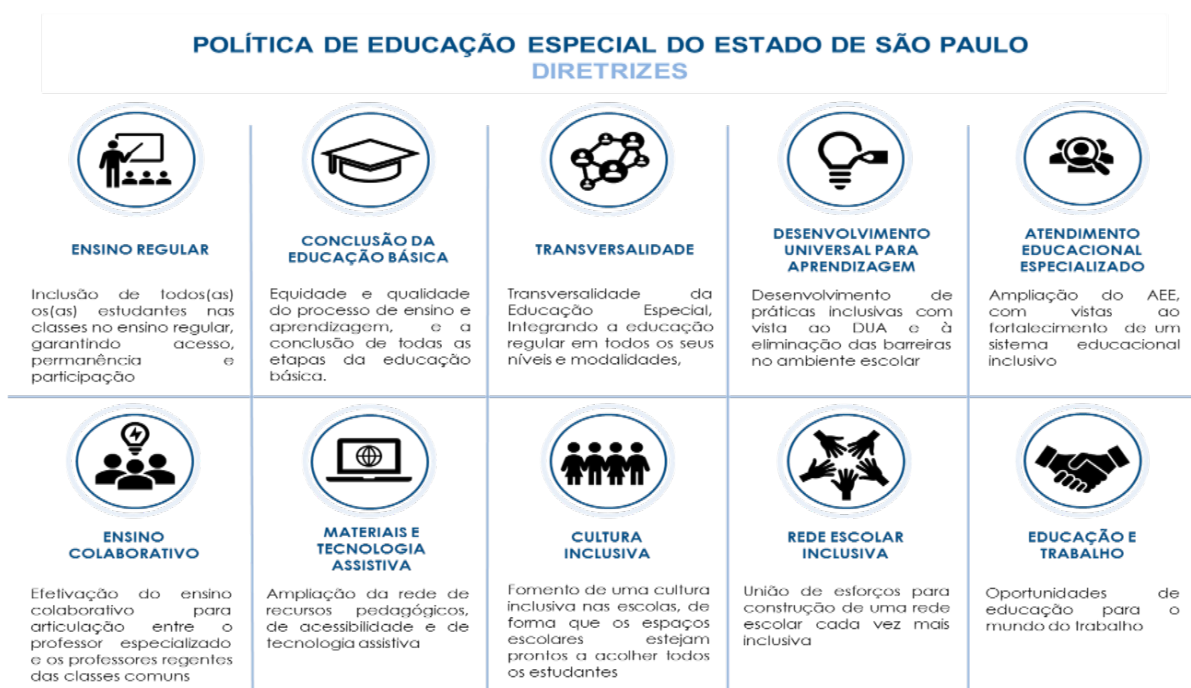 POLÍTICA DE EDUCAÇÃO ESPECIAL DO ESTADO DE SÃO PAULO
DIRETRIZES
ENSINO REGULAR
Inclusão de todos(as)
os(as) estudantes nas
classes no ensino regular,
garantindo acesso,
permanência e
participação
CONCLUSÃO DA
EDUCAÇÃO BÁSICA
Equidade e qualidade
do processo de ensino e
aprendizagem, e a
conclusão de todas as
etapas da educação
básica.
TRANSVERSALIDADE
Transversalidade da
Educação Especial,
Integrando a educação
regular em todos os seus
níveis e modalidades,
DESENVOLVIMENTO
UNIVERSAL PARA
APRENDIZAGEM
Desenvolvimento de
práticas inclusivas com
vista ao DUA e à
eliminação das barreiras
no ambiente escolar
ATENDIMENTO
EDUCACIONAL
ESPECIALIZADO
Ampliação do AEE,
com vistas ao
fortalecimento de um
sistema educacional
inclusivo
ENSINO
COLABORATIVO
Efetivação do ensino
colaborativo para
articulação entre o
professor especializado
e os professores regentes
das classes comuns
MATERIAIS E
TECNOLOGIA
ASSISTIVA
Ampliação da rede de
recursos pedagógicos,
de acessibilidade e de
tecnologia assistiva
CULTURA
INCLUSIVA
Fomento de uma cultura
inclusiva nas escolas, de
forma que os espaços
escolares estejam
prontos a acolher todos
os estudantes
REDE ESCOLAR
INCLUSIVA
União de esforços para
construção de uma rede
escolar cada vez mais
inclusiva
EDUCAÇÃO E
TRABALHO
Oportunidades de
educação para o
mundo do trabalho